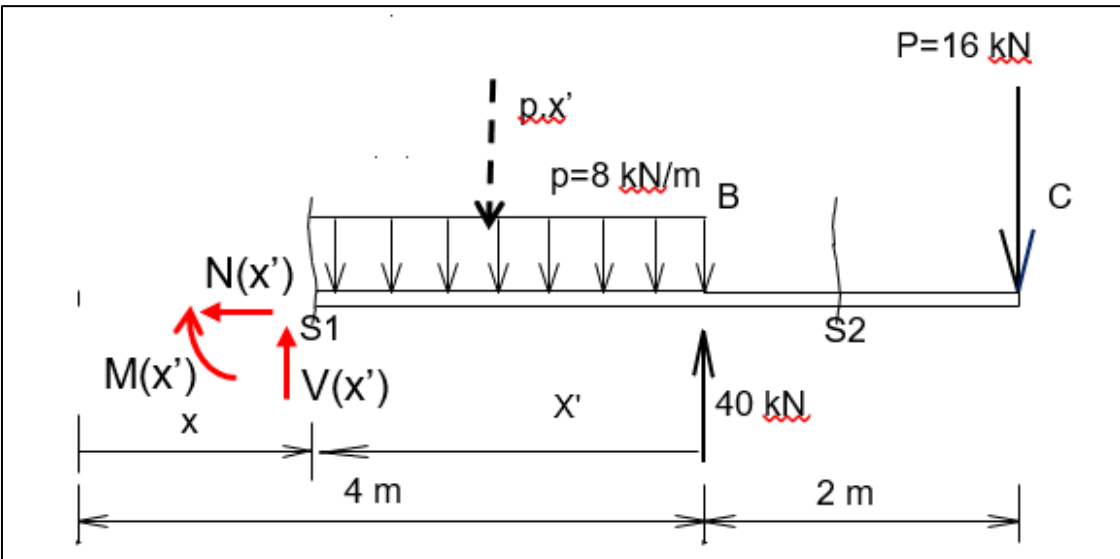 P=16 kN
p.x'
p=8 kN/m
B
C
N(x')
S1
S2
M(x')
V(x')
x
X'
40 kN
4 m
2 m